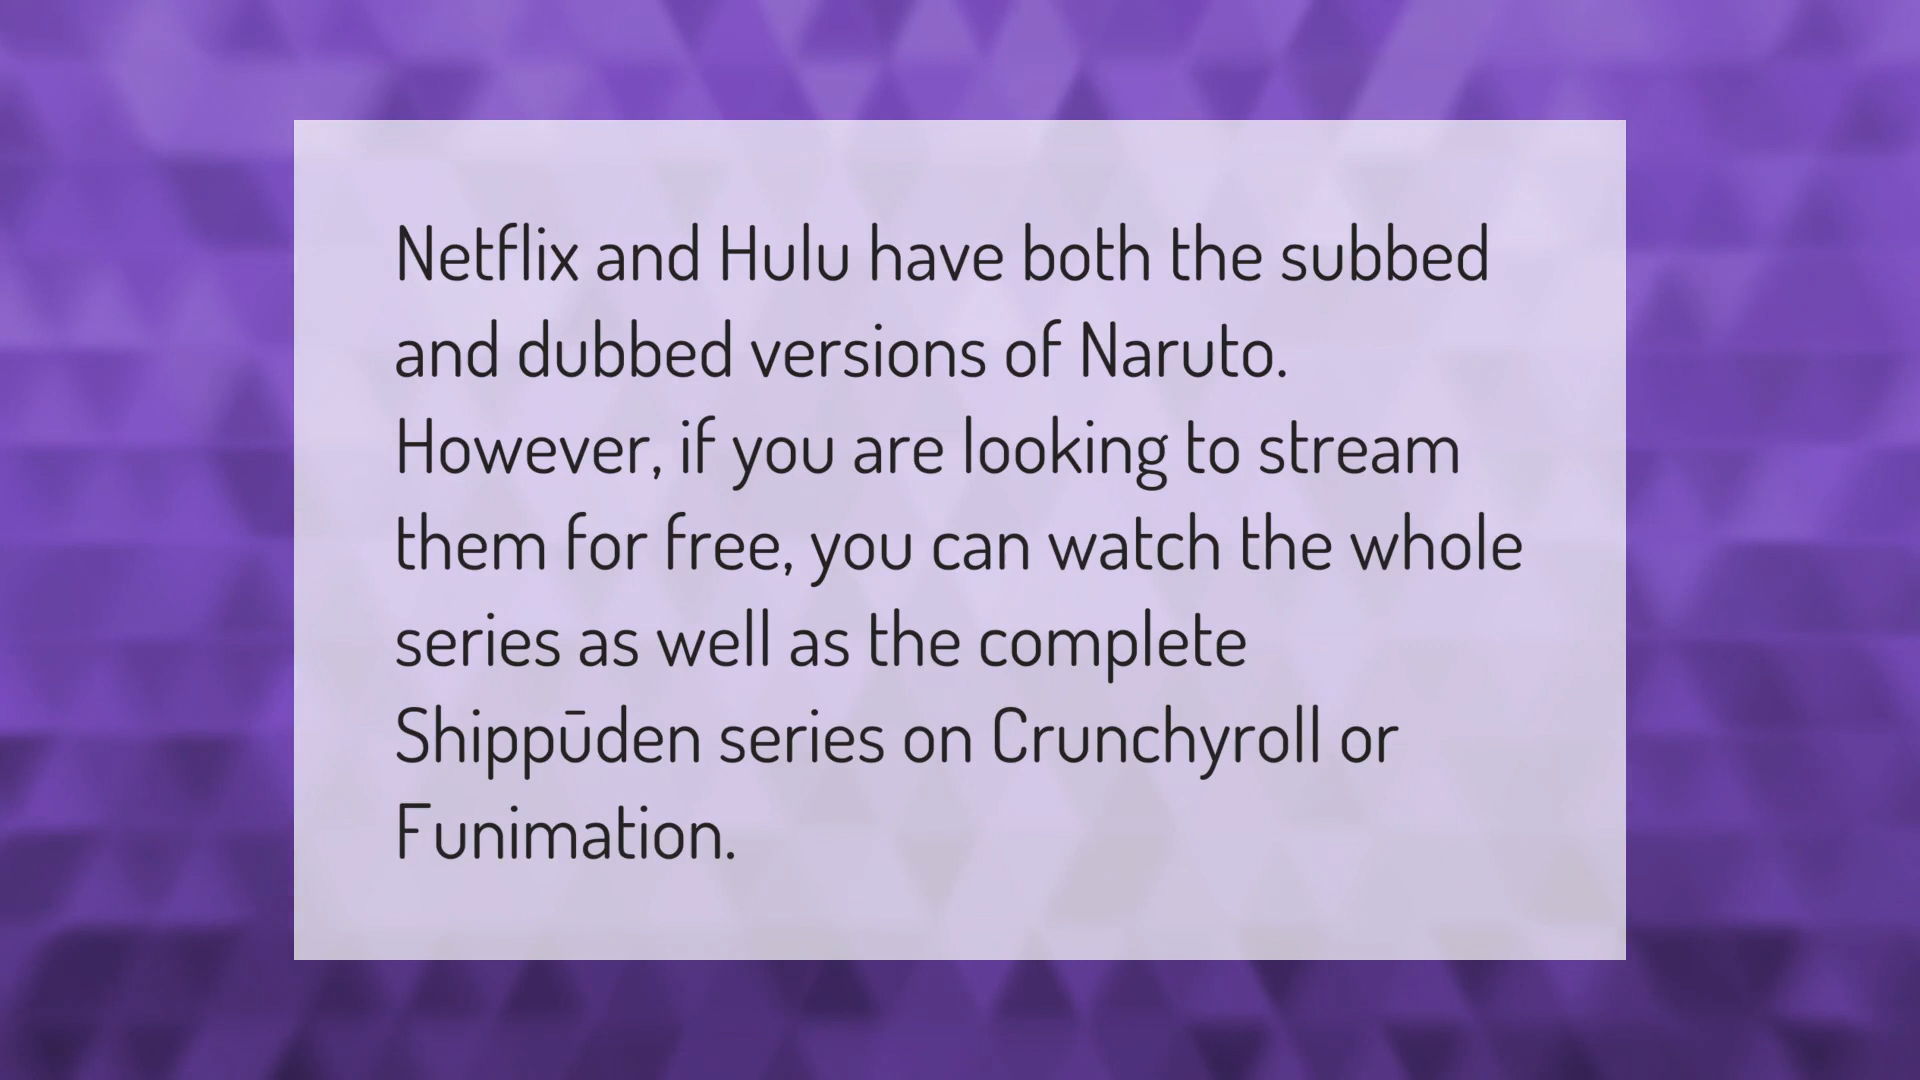 Netflix and Hulu have both the subbed
and dubbed versions of Naruto.
However, if you are looking to stream
them for free, you can watch the whole
series as well as the complete
Shippūden series on Crunchyroll or
Funimation.